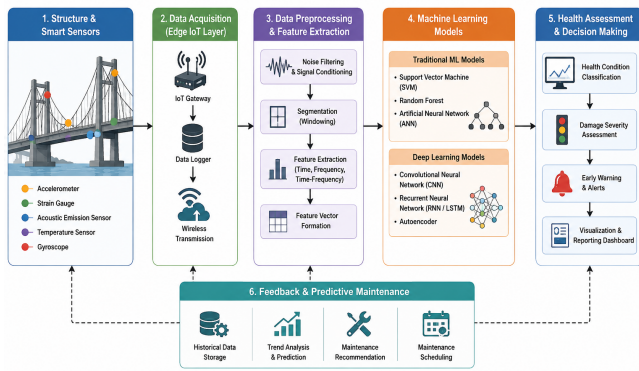 1. Structure &
Smart Sensors
Accelerometer
Strain Gauge
Acoustic Emission Sensor
Temperature Sensor
Gyroscope
2. Data Acquisition
(Edge IoT Layer)
IoT Gateway
Data Logger
Wireless
Transmission
3. Data Preprocessing
& Feature Extraction
Noise Filtering
& Signal Conditioning
Segmentation
(Windowing)
Feature Extraction
(Time, Frequency,
Time-Frequency)
Feature Vector
Formation
4. Machine Learning
Models
Traditional ML Models
• Support Vector Machine
(SVM)
• Random Forest
• Artificial Neural Network
(ANN)
Deep Learning Models
• Convolutional Neural
Network (CNN)
• Recurrent Neural
Network (RNN / LSTM)
• Autoencoder
5. Health Assessment
& Decision Making
Health Condition
Classification
Damage Severity
Assessment
Early Warning
& Alerts
Visualization &
Reporting Dashboard
6. Feedback & Predictive Maintenance
Historical Data
Storage
Trend Analysis
& Prediction
Maintenance
Recommendation
Maintenance
Scheduling